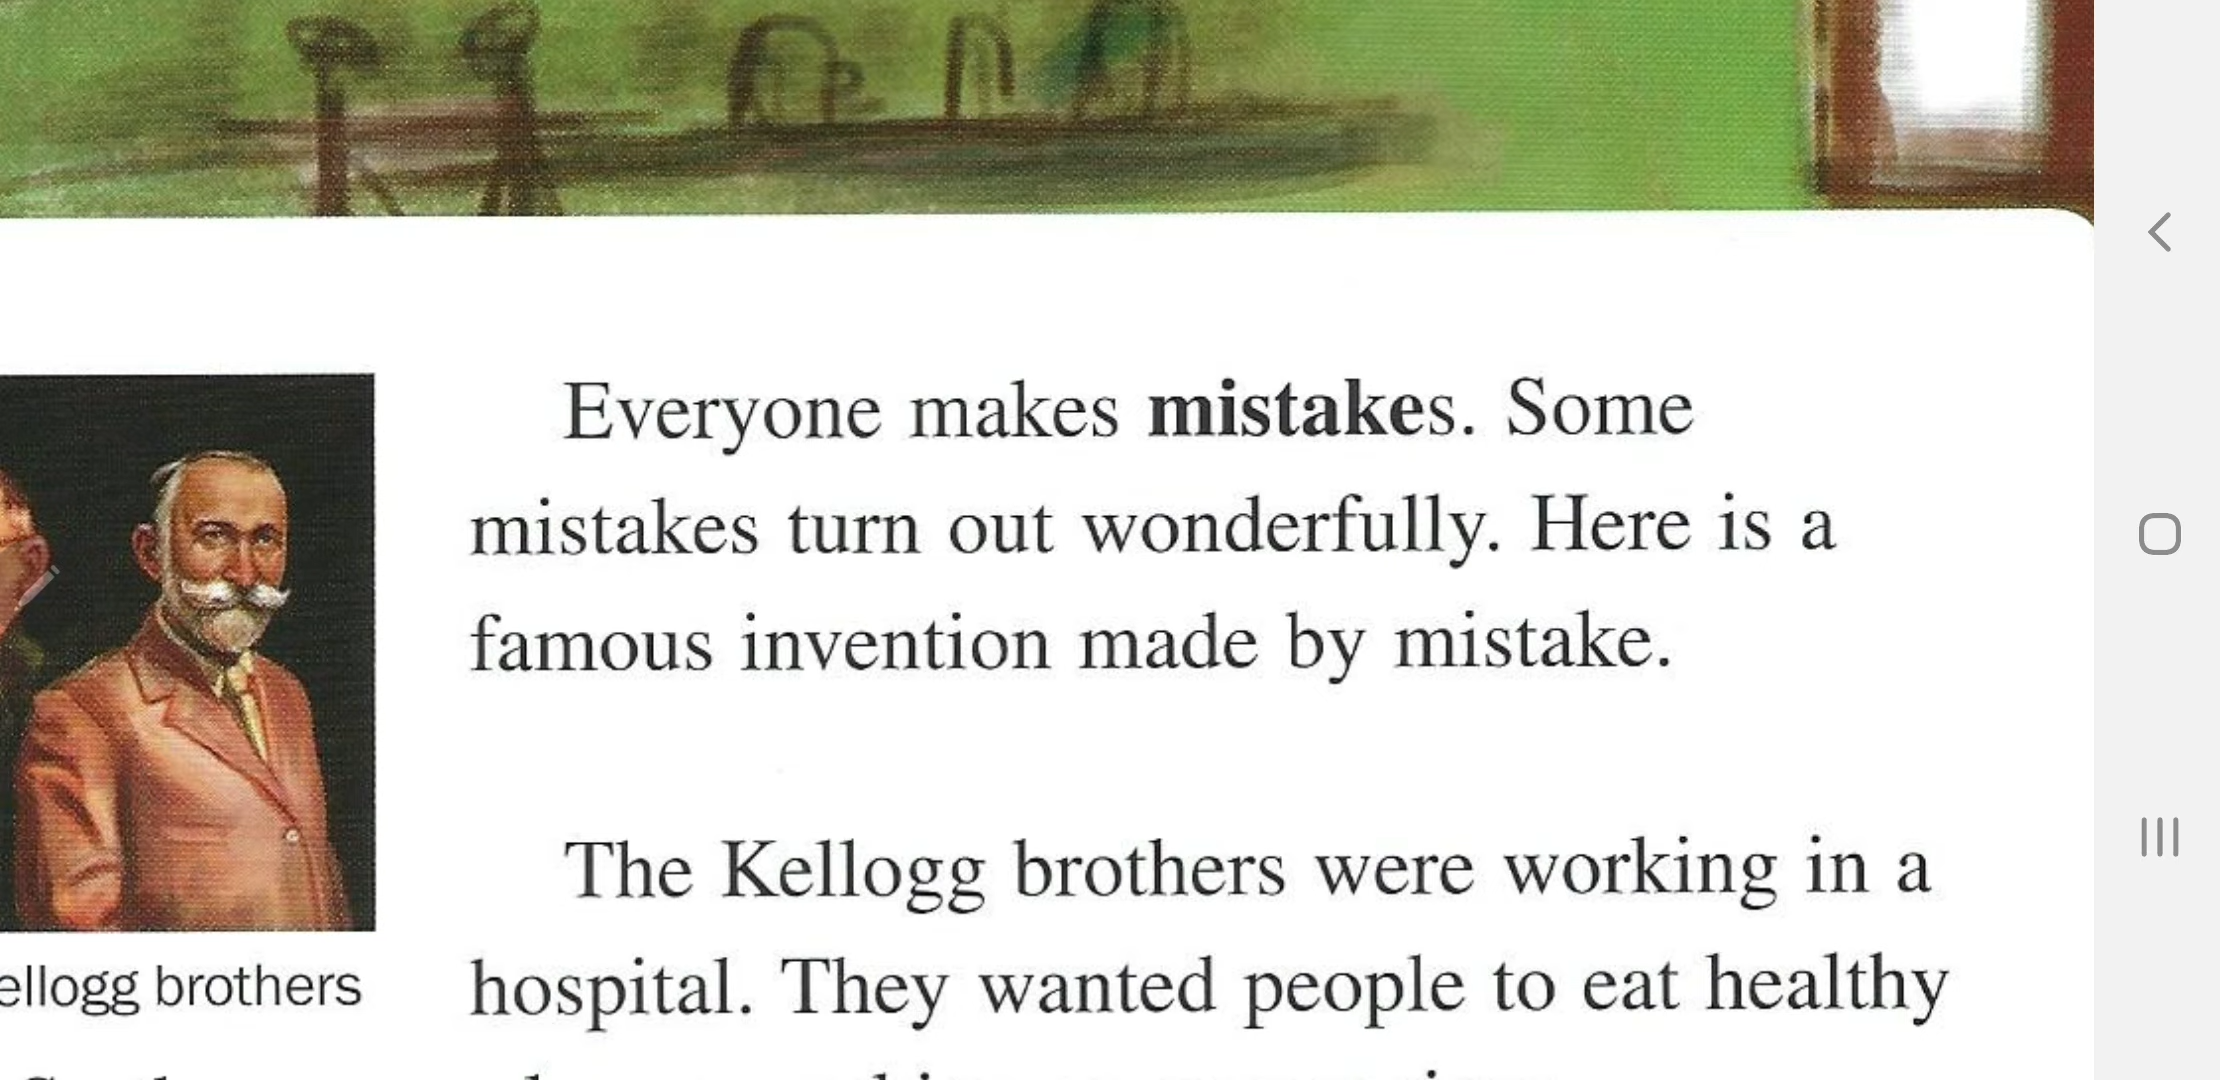 Everyone makes mistakes. Some
mistakes turn out wonderfully. Here is a
famous invention made by mistake.
The Kellogg brothers were working in a
hospital. They wanted people to eat healthy
ellogg brothers